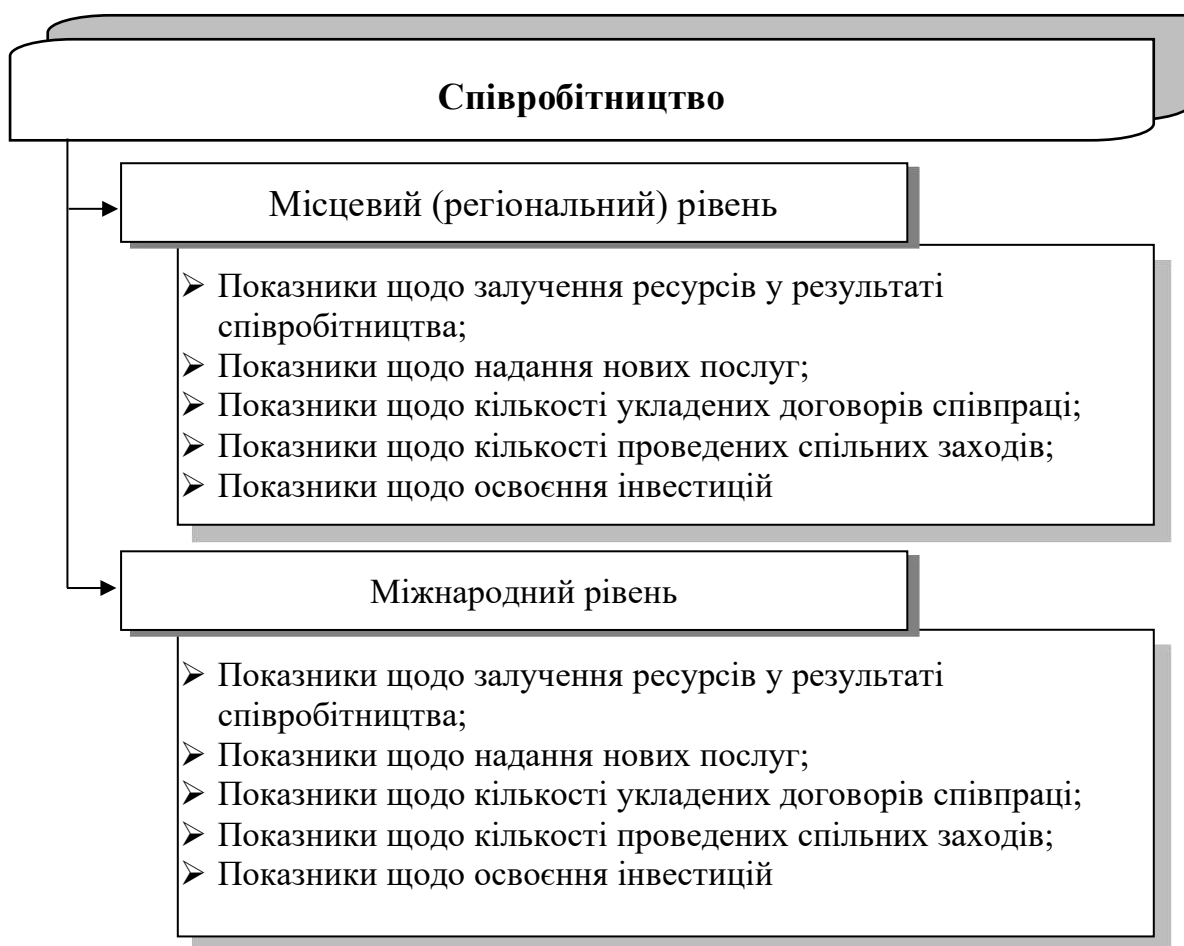 Співробітництво
Місцевий (регіональний) рівень
➢ Показники щодо залучення ресурсів у результаті
співробітництва;
➢ Показники щодо надання нових послуг;
➢ Показники щодо кількості укладених договорів співпраці;
➢ Показники щодо кількості проведених спільних заходів;
➢ Показники щодо освоєння інвестицій
Міжнародний рівень
➢ Показники щодо залучення ресурсів у результаті
співробітництва;
➢ Показники щодо надання нових послуг;
➢ Показники щодо кількості укладених договорів співпраці;
➢ Показники щодо кількості проведених спільних заходів;
➢ Показники щодо освоєння інвестицій